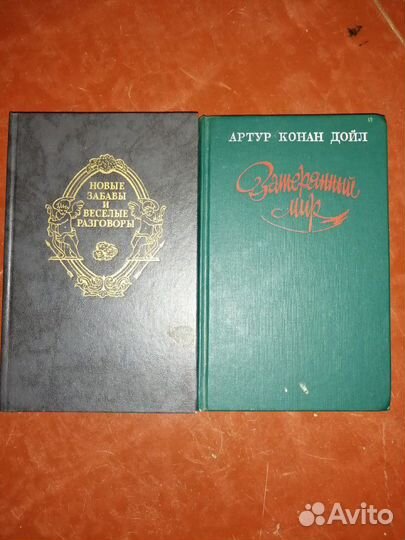 НОВЫЕ
ЗАБАВЫ
И
ВЕСЕЛЫЕ
РАЗГОВОРЫ
АРТУР КОНАН ДОЙЛ
Затерянный
мир
Avito